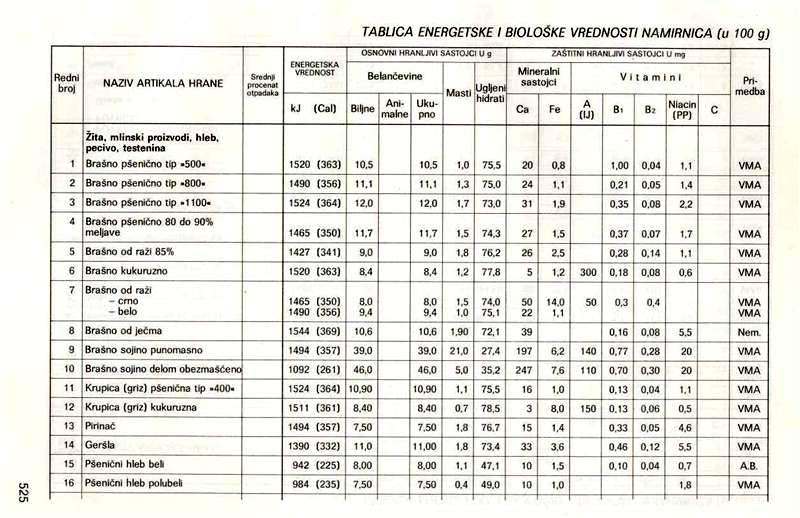 TABLICA ENERGETSKE I BIOLOŠKE VREDNOSTI NAMIRNICA (u 100 g)
Redni broj | NAZIV ARTIKALA HRANE | Srednji procenat otpadaka | ENERGETSKA VREDNOST | OSNOVNI HRANLJIVI SASTOJCI U g | ZAŠTITNI HRANLJIVI SASTOJCI U mg | Primedba
Belančevine | Masti | Ugljeni hidrati | Mineralni sastojci | Vitamini
kJ (Cal) | Biljne | Animalne | Ukupno | Ca | Fe | A (IJ) | B1 | B2 | Niacin (PP) | C
Žita, mlinski proizvodi, hleb,
pecivo, testenina
1 Brašno pšenično tip »500« 1520 (363) 10,5 10,5 1,0 75,5 20 0,8 1,00 0,04 1,1 VMA
2 Brašno pšenično tip »800« 1490 (356) 11,1 11,1 1,3 75,0 24 1,1 0,21 0,05 1,4 VMA
3 Brašno pšenično tip »1100« 1524 (364) 12,0 12,0 1,7 73,0 31 1,9 0,35 0,08 2,2 VMA
4 Brašno pšenično 80 do 90%
meljave 1465 (350) 11,7 11,7 1,5 74,3 27 1,5 0,37 0,07 1,7 VMA
5 Brašno od raži 85% 1427 (341) 9,0 9,0 1,8 76,2 26 2,5 0,28 0,14 1,1 VMA
6 Brašno kukuruzno 1520 (363) 8,4 8,4 1,2 77,8 5 1,2 300 0,18 0,08 0,6 VMA
7 Brašno od raži
– crno 1465 (350) 8,0 8,0 1,5 74,0 50 14,0 50 0,3 0,4 VMA
– belo 1490 (356) 9,4 9,4 1,0 75,1 22 1,1 VMA
8 Brašno od ječma 1544 (369) 10,6 10,6 1,90 72,1 39 0,16 0,08 5,5 Nem.
9 Brašno sojino punomasno 1494 (357) 39,0 39,0 21,0 27,4 197 6,2 140 0,77 0,28 20 VMA
10 Brašno sojino delom obezmašćeno 1092 (261) 46,0 46,0 5,0 35,2 247 7,6 110 0,70 0,30 20 VMA
11 Krupica (griz) pšenična tip »400« 1524 (364) 10,90 10,90 1,1 75,5 16 1,0 0,13 0,04 1,1 VMA
12 Krupica (griz) kukuruzna 1511 (361) 8,40 8,40 0,7 78,5 3 8,0 150 0,13 0,06 0,5 VMA
13 Pirinač 1494 (357) 7,50 7,50 1,8 76,7 15 1,4 0,33 0,05 4,6 VMA
14 Geršla 1390 (332) 11,0 11,00 1,8 73,4 33 3,6 0,46 0,12 5,5 VMA
15 Pšenični hleb beli 942 (225) 8,00 8,00 1,1 47,1 10 1,5 0,10 0,04 0,7 A.B.
16 Pšenični hleb polubeli 984 (235) 7,50 7,50 0,4 49,0 10 1,0 1,8 VMA
525